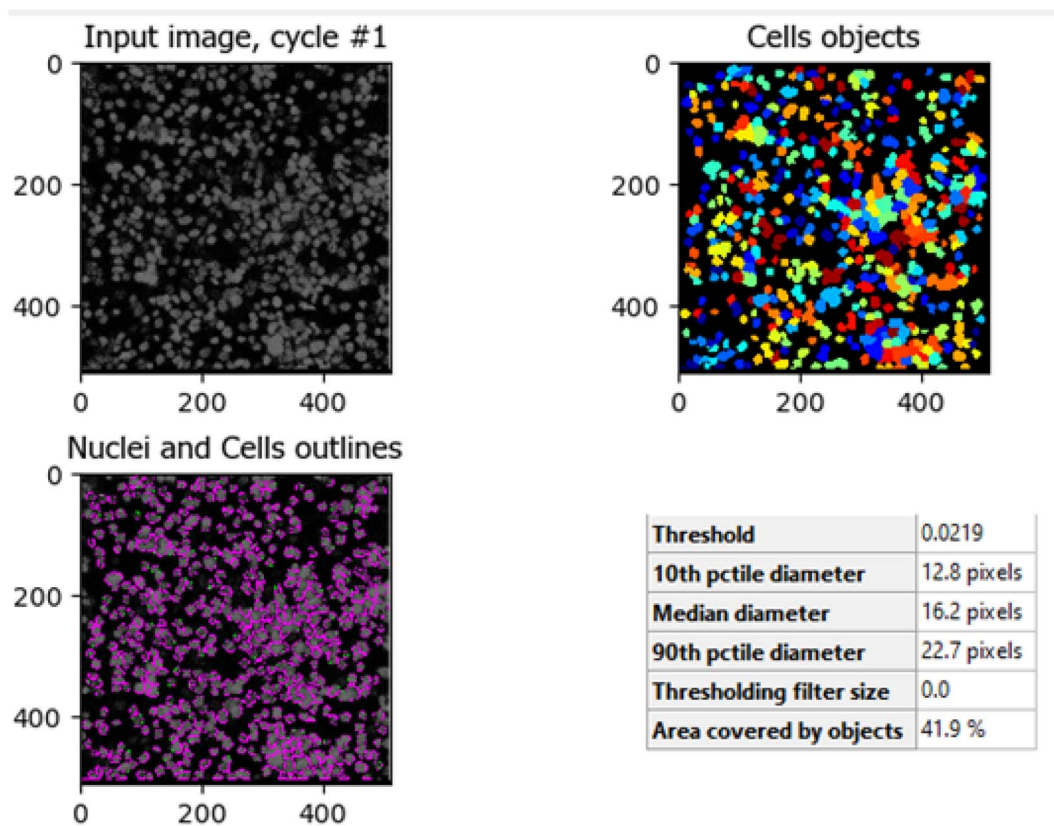 Input image, cycle #1
0
200
400
0 200 400
Cells objects
0
200
400
0 200 400
Nuclei and Cells outlines
0
200
400
0 200 400
Threshold 0.0219
10th pctile diameter 12.8 pixels
Median diameter 16.2 pixels
90th pctile diameter 22.7 pixels
Thresholding filter size 0.0
Area covered by objects 41.9 %